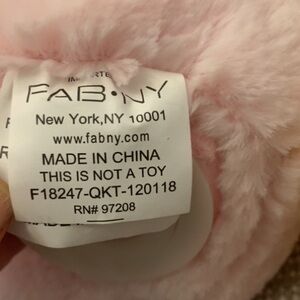 FAB•NY
New York,NY 10001
www.fabny.com
MADE IN CHINA
THIS IS NOT A TOY
F18247-QKT-120118
RN# 97208